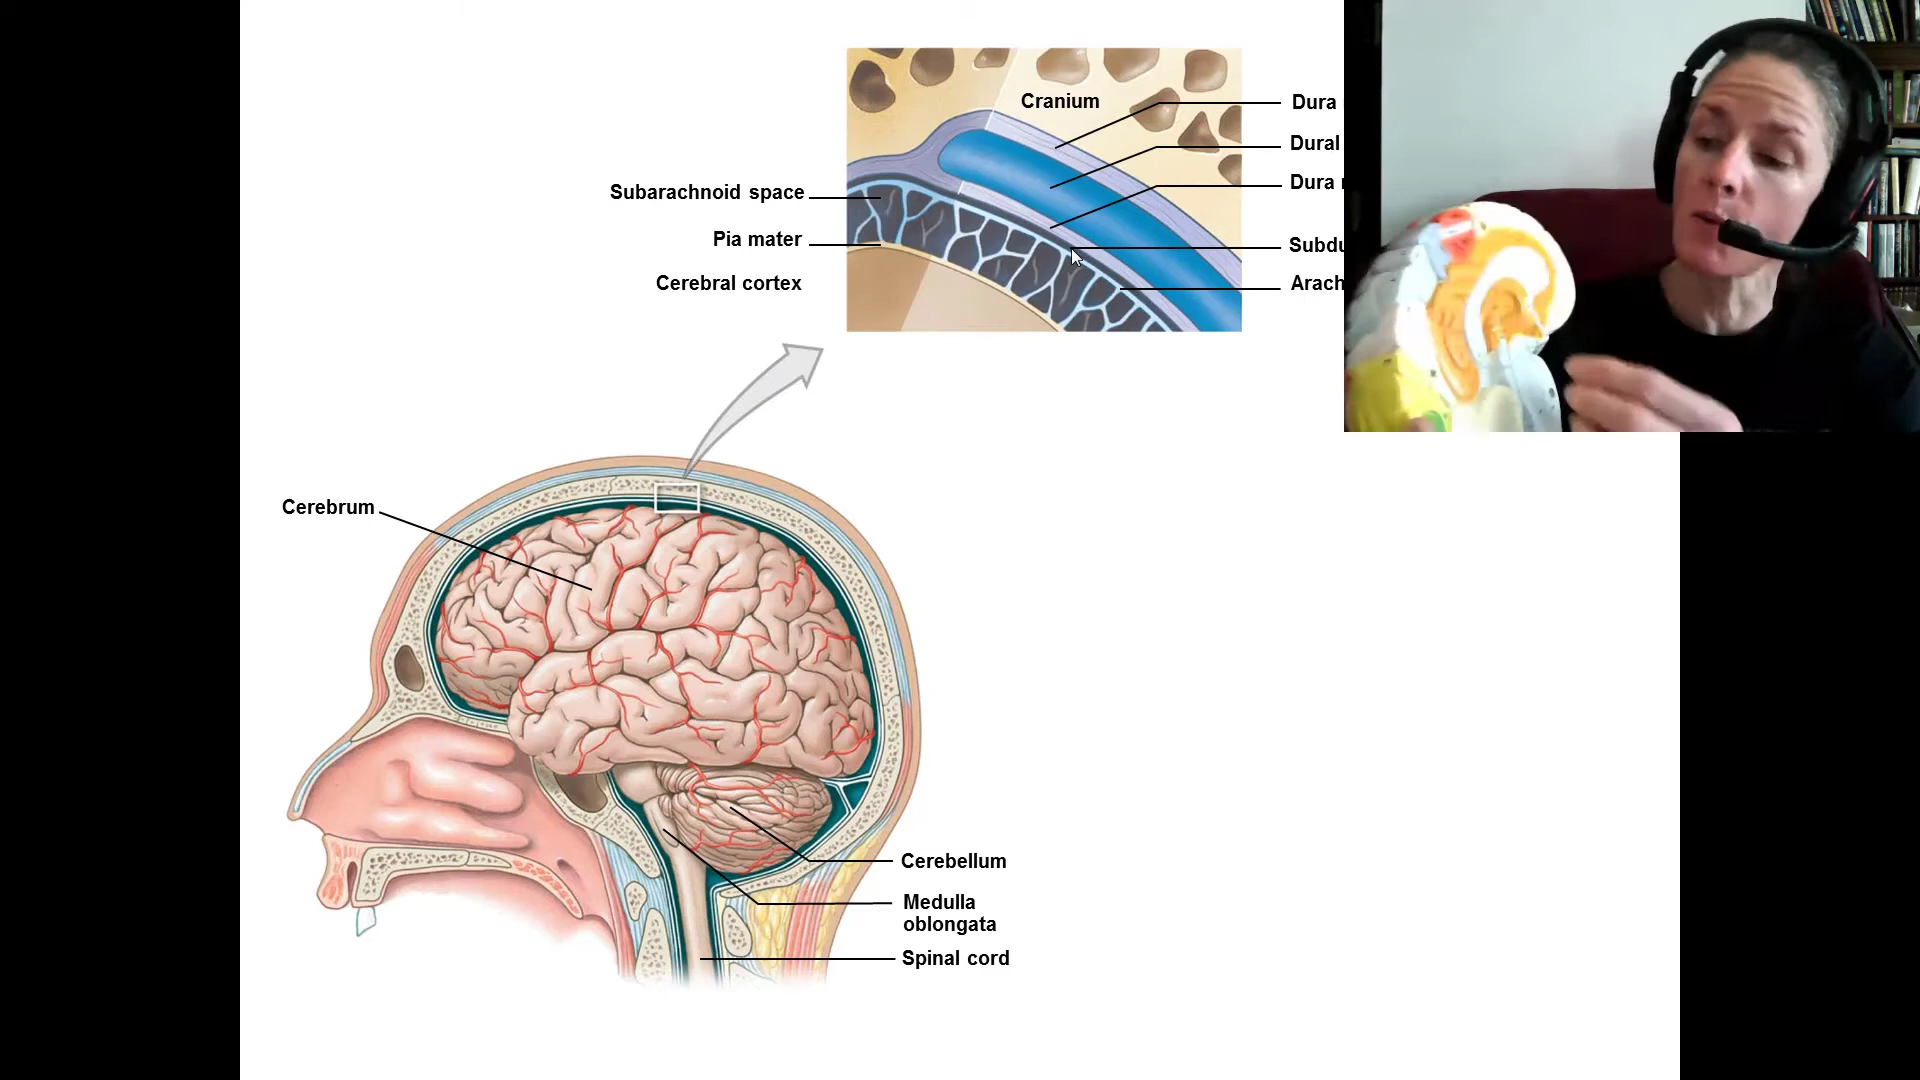 Cranium
Dura
Dural
Dura
Subarachnoid space
Pia mater
Cerebral cortex
Cerebrum
Cerebellum
Medulla
oblongata
Spinal cord